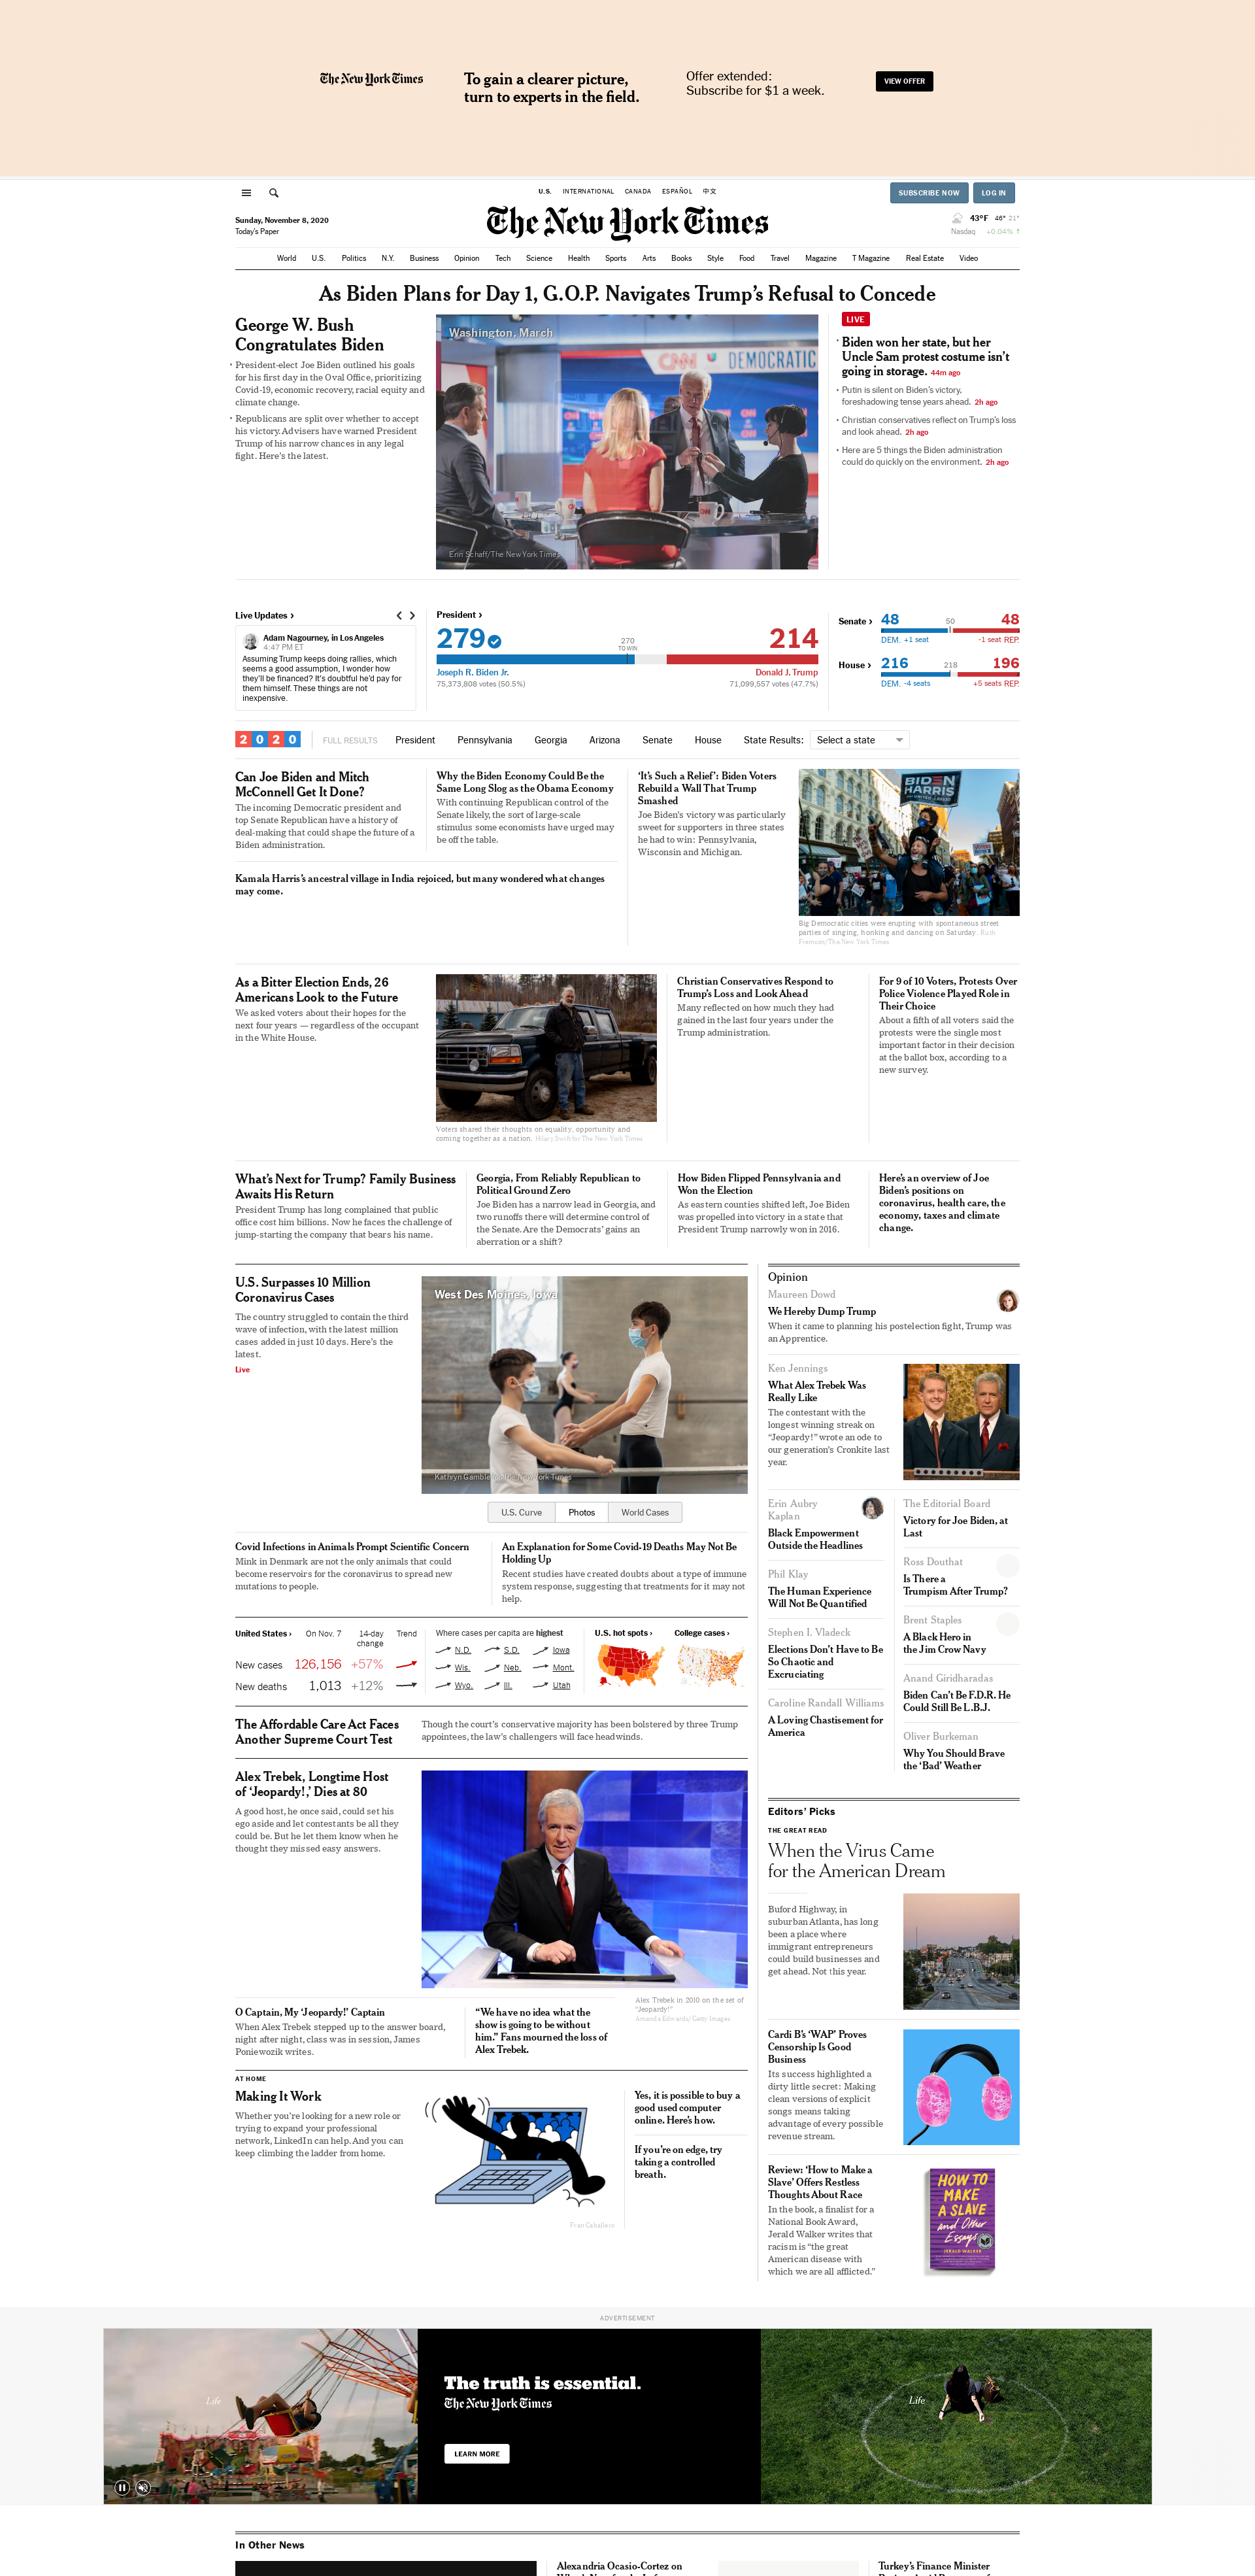 The New York Times
To gain a clearer picture,
turn to experts in the field.
Offer extended:
Subscribe for $1 a week.
VIEW OFFER
U.S. INTERNATIONAL CANADA ESPAÑOL 中文
SUBSCRIBE NOW
LOG IN
Sunday, November 8, 2020
Today's Paper
The New York Times
43°F 46° 21°
Nasdaq +0.04% ↑
World U.S. Politics N.Y. Business Opinion Tech Science Health Sports Arts Books Style Food Travel Magazine T Magazine Real Estate Video
As Biden Plans for Day 1, G.O.P. Navigates Trump's Refusal to Concede
George W. Bush
Congratulates Biden
President-elect Joe Biden outlined his goals
for his first day in the Oval Office, prioritizing
Covid-19, economic recovery, racial equity and
climate change.
Republicans are split over whether to accept
his victory. Advisers have warned President
Trump of his narrow chances in any legal
fight. Here's the latest.
Washington, March
CNN
DEMOCRATIC
Erin Schaff/The New York Times
LIVE
Biden won her state, but her
Uncle Sam protest costume isn't
going in storage. 44m ago
Putin is silent on Biden's victory,
foreshadowing tense years ahead. 2h ago
Christian conservatives reflect on Trump's loss
and look ahead. 2h ago
Here are 5 things the Biden administration
could do quickly on the environment. 2h ago
Live Updates ›
Adam Nagourney, in Los Angeles
4:47 PM ET
Assuming Trump keeps doing rallies, which
seems a good assumption, I wonder how
they'll be financed? It's doubtful he'd pay for
them himself. These things are not
inexpensive.
President ›
279
270
TO WIN
214
Joseph R. Biden Jr.
Donald J. Trump
75,373,808 votes (50.5%)
71,099,557 votes (47.7%)
Senate › 48 50 48
DEM. +1 seat -1 seat REP.
House › 216 218 196
DEM. -4 seats +5 seats REP.
2020
FULL RESULTS President Pennsylvania Georgia Arizona Senate House State Results: Select a state
Can Joe Biden and Mitch
McConnell Get It Done?
The incoming Democratic president and
top Senate Republican have a history of
deal-making that could shape the future of a
Biden administration.
Why the Biden Economy Could Be the
Same Long Slog as the Obama Economy
With continuing Republican control of the
Senate likely, the sort of large-scale
stimulus some economists have urged may
be off the table.
Kamala Harris's ancestral village in India rejoiced, but many wondered what changes
may come.
'It's Such a Relief': Biden Voters
Rebuild a Wall That Trump
Smashed
Joe Biden's victory was particularly
sweet for supporters in three states
he had to win: Pennsylvania,
Wisconsin and Michigan.
BIDEN
HARRIS
Big Democratic cities were erupting with spontaneous street
parties of singing, honking and dancing on Saturday. Ruth
Fremson/The New York Times
As a Bitter Election Ends, 26
Americans Look to the Future
We asked voters about their hopes for the
next four years — regardless of the occupant
in the White House.
Voters shared their thoughts on equality, opportunity and
coming together as a nation. Hilary Swift for The New York Times
Christian Conservatives Respond to
Trump's Loss and Look Ahead
Many reflected on how much they had
gained in the last four years under the
Trump administration.
For 9 of 10 Voters, Protests Over
Police Violence Played Role in
Their Choice
About a fifth of all voters said the
protests were the single most
important factor in their decision
at the ballot box, according to a
new survey.
What's Next for Trump? Family Business
Awaits His Return
President Trump has long complained that public
office cost him billions. Now he faces the challenge of
jump-starting the company that bears his name.
Georgia, From Reliably Republican to
Political Ground Zero
Joe Biden has a narrow lead in Georgia, and
two runoffs there will determine control of
the Senate. Are the Democrats' gains an
aberration or a shift?
How Biden Flipped Pennsylvania and
Won the Election
As eastern counties shifted left, Joe Biden
was propelled into victory in a state that
President Trump narrowly won in 2016.
Here's an overview of Joe
Biden's positions on
coronavirus, health care, the
economy, taxes and climate
change.
U.S. Surpasses 10 Million
Coronavirus Cases
The country struggled to contain the third
wave of infection, with the latest million
cases added in just 10 days. Here's the
latest.
Live
West Des Moines, Iowa
Kathryn Gamble for The New York Times
U.S. Curve Photos World Cases
Covid Infections in Animals Prompt Scientific Concern
Mink in Denmark are not the only animals that could
become reservoirs for the coronavirus to spread new
mutations to people.
An Explanation for Some Covid-19 Deaths May Not Be
Holding Up
Recent studies have created doubts about a type of immune
system response, suggesting that treatments for it may not
help.
United States › On Nov. 7 14-day change Trend
New cases 126,156 +57%
New deaths 1,013 +12%
Where cases per capita are highest
N.D. S.D. Iowa
Wis. Neb. Mont.
Wyo. Ill. Utah
U.S. hot spots ›
College cases ›
The Affordable Care Act Faces
Another Supreme Court Test
Though the court's conservative majority has been bolstered by three Trump
appointees, the law's challengers will face headwinds.
Alex Trebek, Longtime Host
of 'Jeopardy!,' Dies at 80
A good host, he once said, could set his
ego aside and let contestants be all they
could be. But he let them know when he
thought they missed easy answers.
Alex Trebek in 2010 on the set of
"Jeopardy!"
Amanda Edwards/Getty Images
O Captain, My 'Jeopardy!' Captain
When Alex Trebek stepped up to the answer board,
night after night, class was in session, James
Poniewozik writes.
"We have no idea what the
show is going to be without
him." Fans mourned the loss of
Alex Trebek.
AT HOME
Making It Work
Whether you're looking for a new role or
trying to expand your professional
network, LinkedIn can help. And you can
keep climbing the ladder from home.
Fran Caballero
Yes, it is possible to buy a
good used computer
online. Here's how.
If you're on edge, try
taking a controlled
breath.
Opinion
Maureen Dowd
We Hereby Dump Trump
When it came to planning his postelection fight, Trump was
an Apprentice.
Ken Jennings
What Alex Trebek Was
Really Like
The contestant with the
longest winning streak on
"Jeopardy!" wrote an ode to
our generation's Cronkite last
year.
Erin Aubry
Kaplan
Black Empowerment
Outside the Headlines
Phil Klay
The Human Experience
Will Not Be Quantified
Stephen I. Vladeck
Elections Don't Have to Be
So Chaotic and
Excruciating
Caroline Randall Williams
A Loving Chastisement for
America
The Editorial Board
Victory for Joe Biden, at
Last
Ross Douthat
Is There a
Trumpism After Trump?
Brent Staples
A Black Hero in
the Jim Crow Navy
Anand Giridharadas
Biden Can't Be F.D.R. He
Could Still Be L.B.J.
Oliver Burkeman
Why You Should Brave
the 'Bad' Weather
Editors' Picks
THE GREAT READ
When the Virus Came
for the American Dream
Buford Highway, in
suburban Atlanta, has long
been a place where
immigrant entrepreneurs
could build businesses and
get ahead. Not this year.
Cardi B's 'WAP' Proves
Censorship Is Good
Business
Its success highlighted a
dirty little secret: Making
clean versions of explicit
songs means taking
advantage of every possible
revenue stream.
Review: 'How to Make a
Slave' Offers Restless
Thoughts About Race
In the book, a finalist for a
National Book Award,
Jerald Walker writes that
racism is "the great
American disease with
which we are all afflicted."
HOW TO
MAKE
A SLAVE
and Other
Essays
JERALD WALKER
ADVERTISEMENT
Life
The truth is essential.
The New York Times
LEARN MORE
Life
In Other News
Alexandria Ocasio-Cortez on
Turkey's Finance Minister